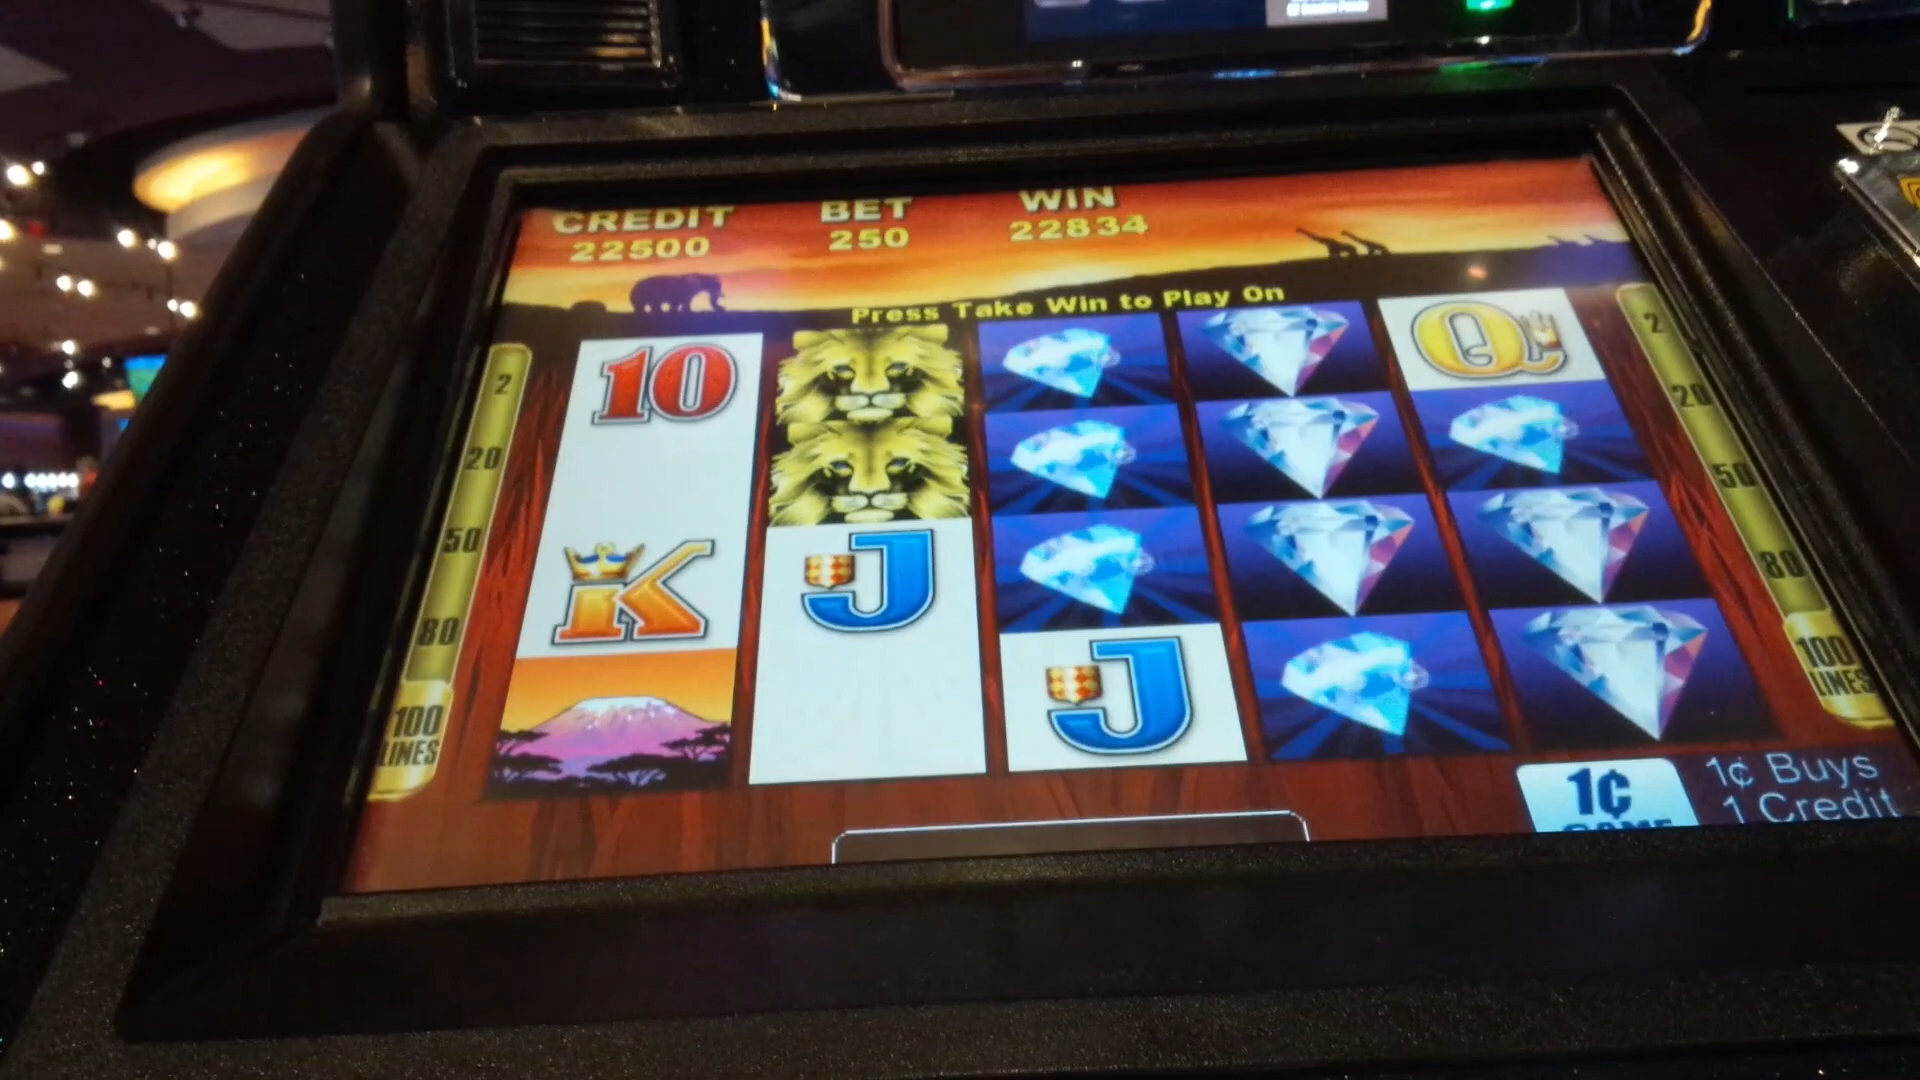 CREDIT BET WIN
22500 250 22834
Press Take Win to Play On
2
20
50
80
100
LINES
10
K
J
J
Q
2
20
50
80
100
LINES
1¢
GAME
1¢ Buys
1 Credit